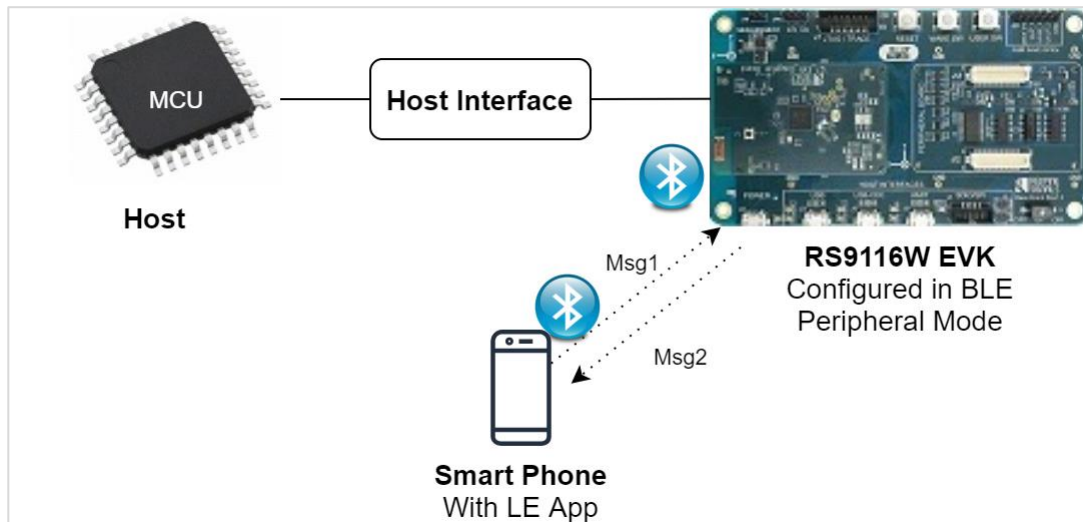 MCU
Host Interface
Host
RS9116W EVK
Configured in BLE
Peripheral Mode
Msg1
Msg2
Smart Phone
With LE App